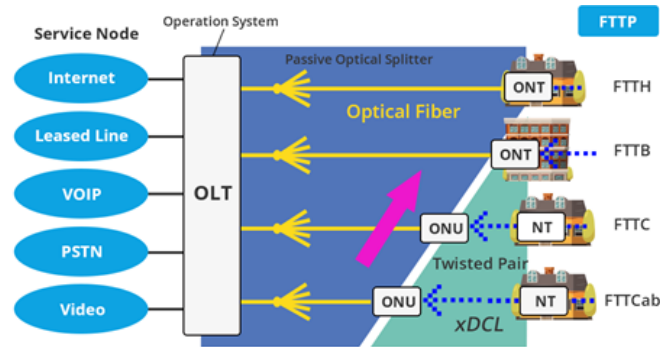 Operation System
FTTP
Service Node
Internet
Leased Line
VOIP
PSTN
Video
OLT
Passive Optical Splitter
Optical Fiber
ONT
FTTH
ONT
FTTB
ONU
NT
FTTC
Twisted Pair
ONU
NT
FTTCab
xDCL